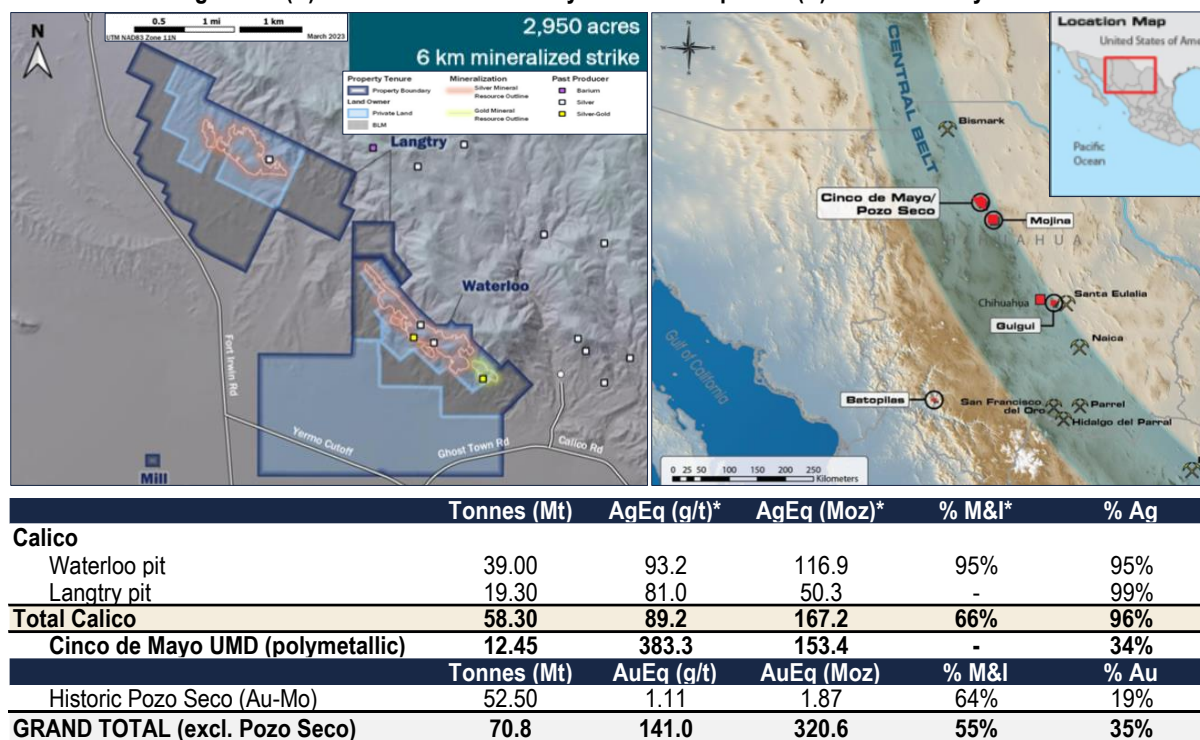 0.5 1 mi 1 km
UTM NAD83 Zone 11N March 2023
N
2,950 acres
6 km mineralized strike
Property Tenure
Property Boundary
Land Owner
Private Land
BLM
Mineralization
Silver Mineral
Resource Outline
Gold Mineral
Resource Outline
Past Producer
Barium
Silver
Silver-Gold
Langtry
Waterloo
Fort Irwin Rd
Yermo Cutoff
Ghost Town Rd
Calico Rd
Mill
CENTRAL BELT
Location Map
United States of Ame
Pacific
Ocean
Bismark
Cinco de Mayo/
Pozo Seco
Mojina
Chihuahua
Santa Eulalia
Guigui
Naica
Gulf of California
Batopilas
San Francisco
del Oro
Parrel
Hidalgo del Parral
0 25 50 100 150 200 250
Kilometers
Tonnes (Mt) AgEq (g/t)* AgEq (Moz)* % M&I* % Ag
Calico
Waterloo pit 39.00 93.2 116.9 95% 95%
Langtry pit 19.30 81.0 50.3 - 99%
Total Calico 58.30 89.2 167.2 66% 96%
Cinco de Mayo UMD (polymetallic) 12.45 383.3 153.4 - 34%
Tonnes (Mt) AuEq (g/t) AuEq (Moz) % M&I % Au
Historic Pozo Seco (Au-Mo) 52.50 1.11 1.87 64% 19%
GRAND TOTAL (excl. Pozo Seco) 70.8 141.0 320.6 55% 35%